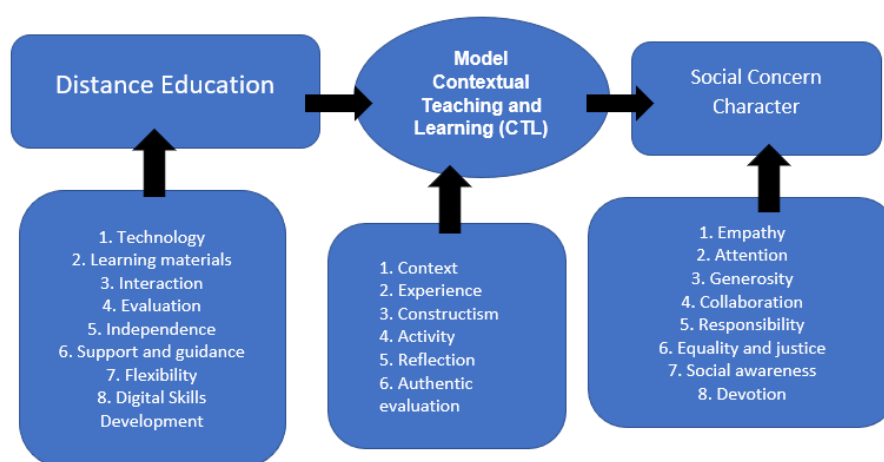 Distance Education
Model
Contextual
Teaching and
Learning (CTL)
Social Concern
Character
1. Technology
2. Learning materials
3. Interaction
4. Evaluation
5. Independence
6. Support and guidance
7. Flexibility
8. Digital Skills
Development
1. Context
2. Experience
3. Constructism
4. Activity
5. Reflection
6. Authentic
evaluation
1. Empathy
2. Attention
3. Generosity
4. Collaboration
5. Responsibility
6. Equality and justice
7. Social awareness
8. Devotion